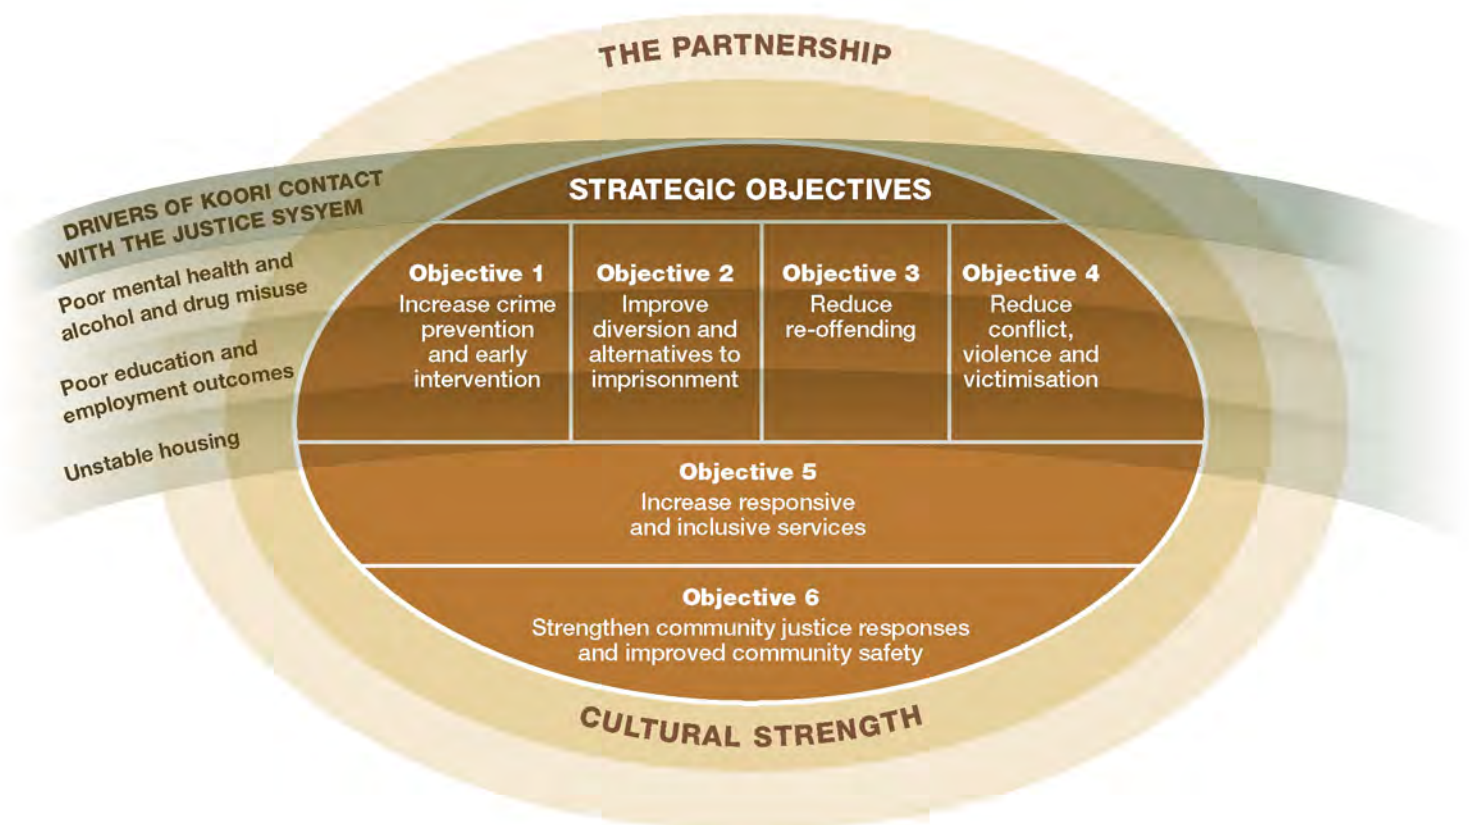 THE PARTNERSHIP
DRIVERS OF KOORI CONTACT
WITH THE JUSTICE SYSYEM
Poor mental health and
alcohol and drug misuse
Poor education and
employment outcomes
Unstable housing
STRATEGIC OBJECTIVES
Objective 1
Increase crime
prevention
and early
intervention
Objective 2
Improve
diversion and
alternatives to
imprisonment
Objective 3
Reduce
re-offending
Objective 4
Reduce
conflict,
violence and
victimisation
Objective 5
Increase responsive
and inclusive services
Objective 6
Strengthen community justice responses
and improved community safety
CULTURAL STRENGTH